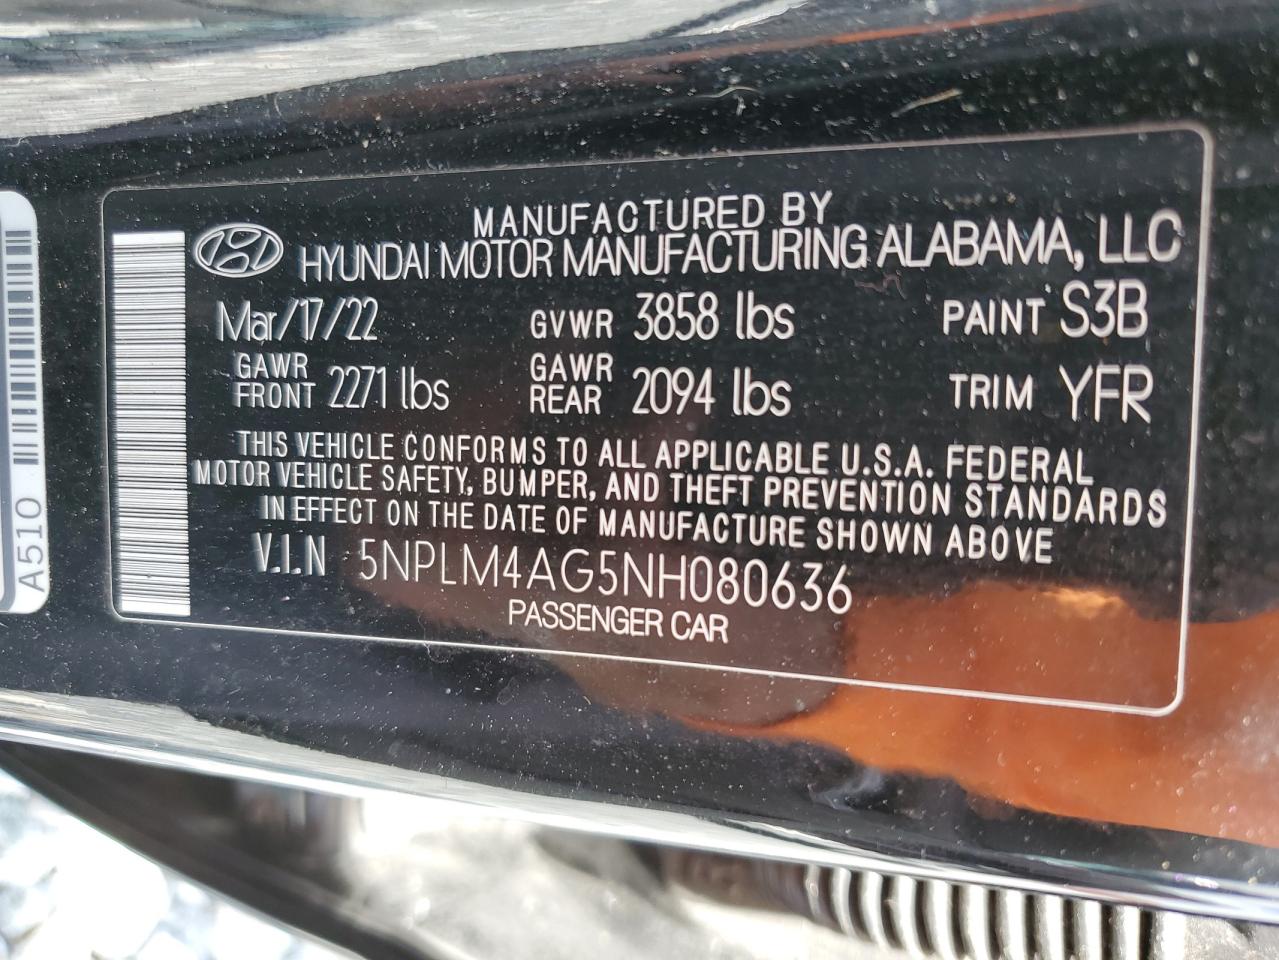 MANUFACTURED BY
HYUNDAI MOTOR MANUFACTURING ALABAMA, LLC
Mar/17/22 GVWR 3858 lbs PAINT S3B
GAWR FRONT 2271 lbs GAWR REAR 2094 lbs TRIM YFR
THIS VEHICLE CONFORMS TO ALL APPLICABLE U.S.A. FEDERAL
MOTOR VEHICLE SAFETY, BUMPER, AND THEFT PREVENTION STANDARDS
IN EFFECT ON THE DATE OF MANUFACTURE SHOWN ABOVE
V.I.N 5NPLM4AG5NH080636
PASSENGER CAR
A510